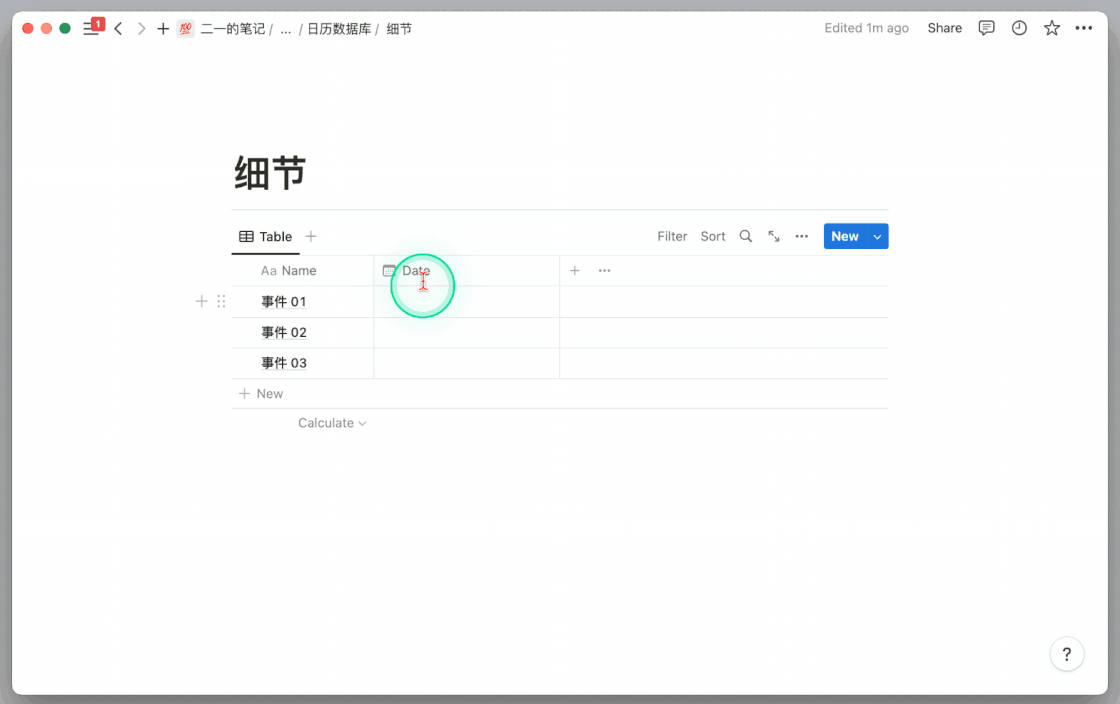 1 二一的笔记 / ... / 日历数据库 / 细节 Edited 1m ago Share
细节
Table Filter Sort New
Aa Name Date
事件 01
事件 02
事件 03
New
Calculate
?